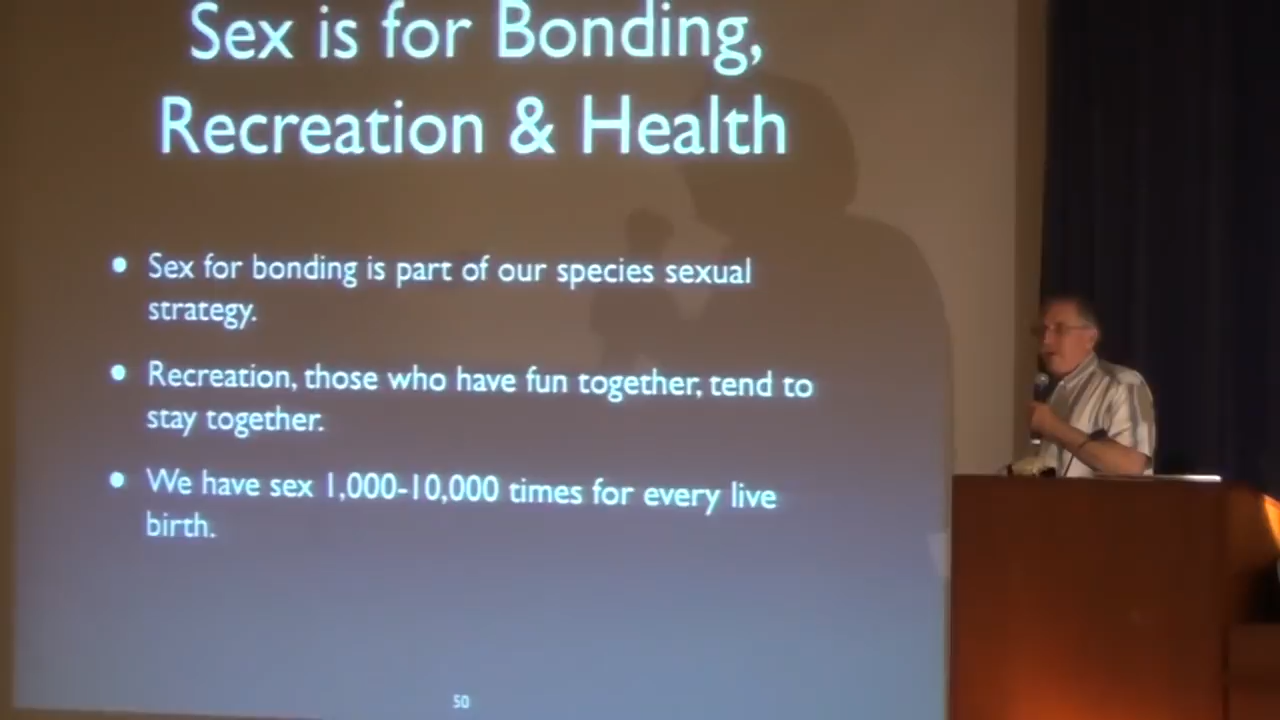 Sex is for Bonding,
Recreation & Health
• Sex for bonding is part of our species sexual
strategy.
• Recreation, those who have fun together, tend to
stay together.
• We have sex 1,000-10,000 times for every live
birth.
50